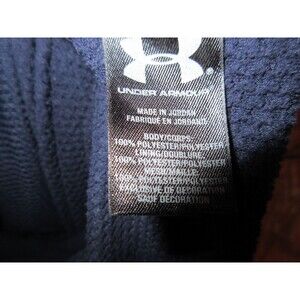 UNDER ARMOUR
MADE IN JORDAN
FABRIQUÉ EN JORDANIE
BODY/CORPS:
100% POLYESTER/POLYESTER
LINING/DOUBLURE:
100% POLYESTER/POLYESTER
MESH/MAILLE:
100% POLYESTER/POLYESTER
EXCLUSIVE OF DECORATION
SAUF DÉCORATION